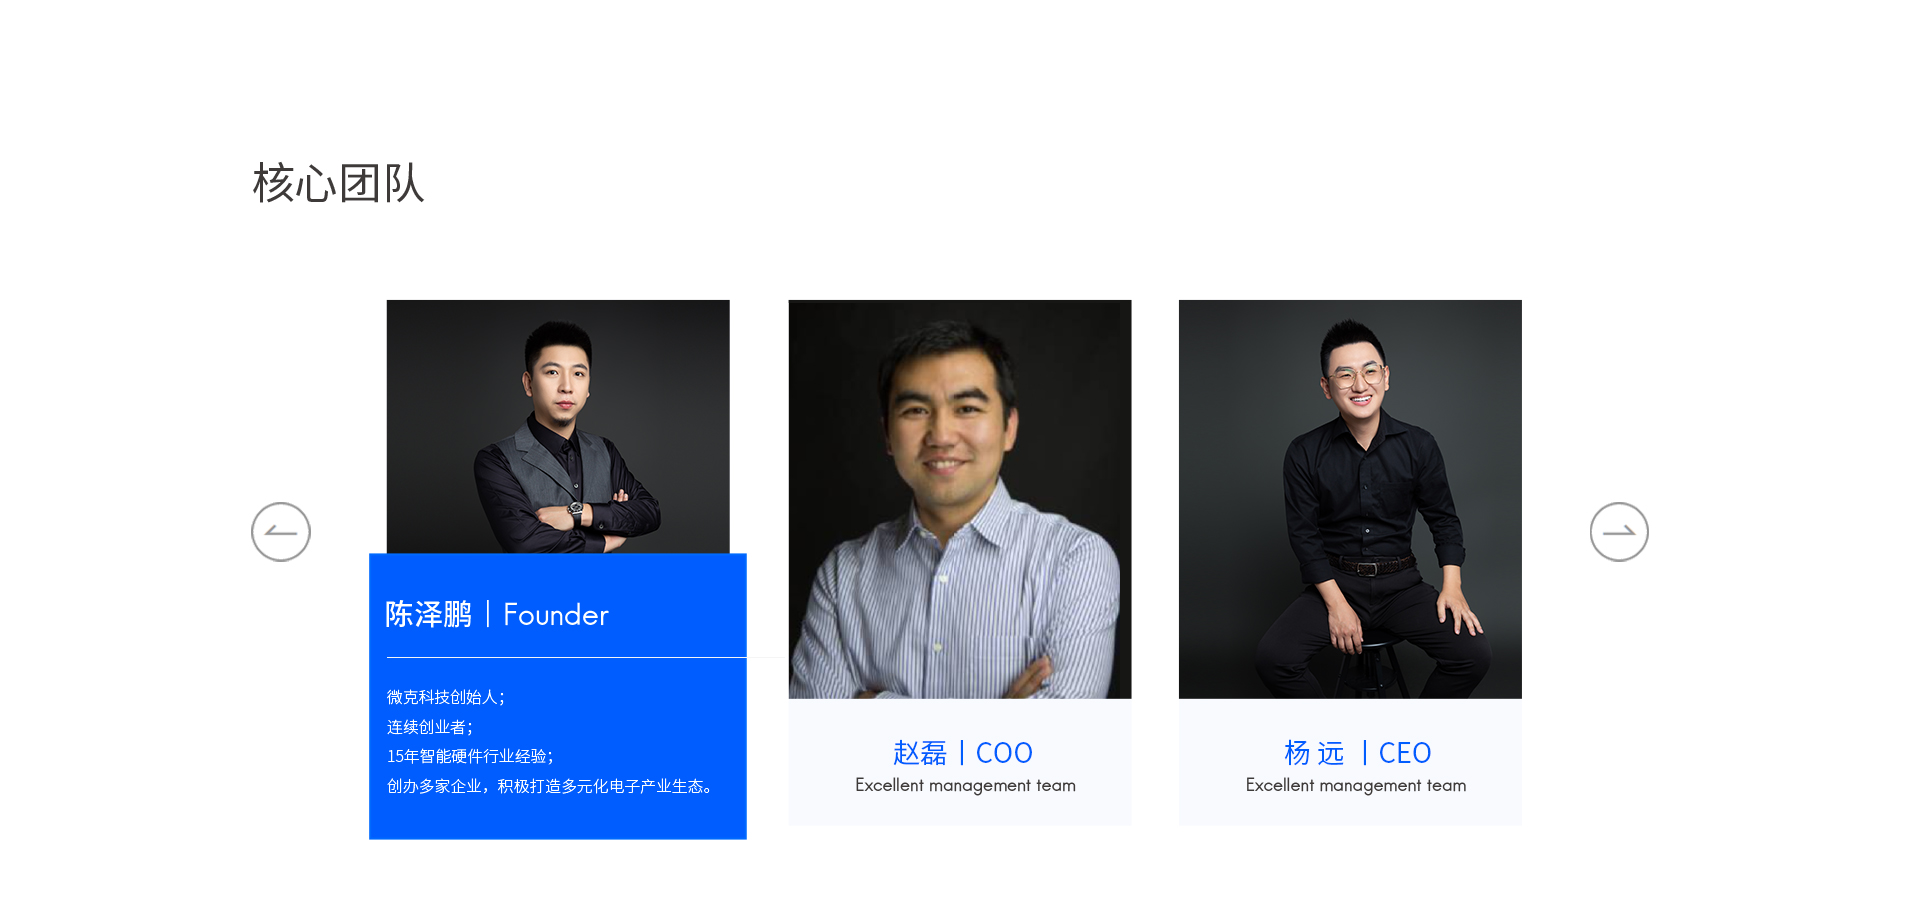 核心团队
陈泽鹏 | Founder
微克科技创始人；
连续创业者；
15年智能硬件行业经验；
创办多家企业，积极打造多元化电子产业生态。
赵磊 | COO
Excellent management team
杨 远 | CEO
Excellent management team